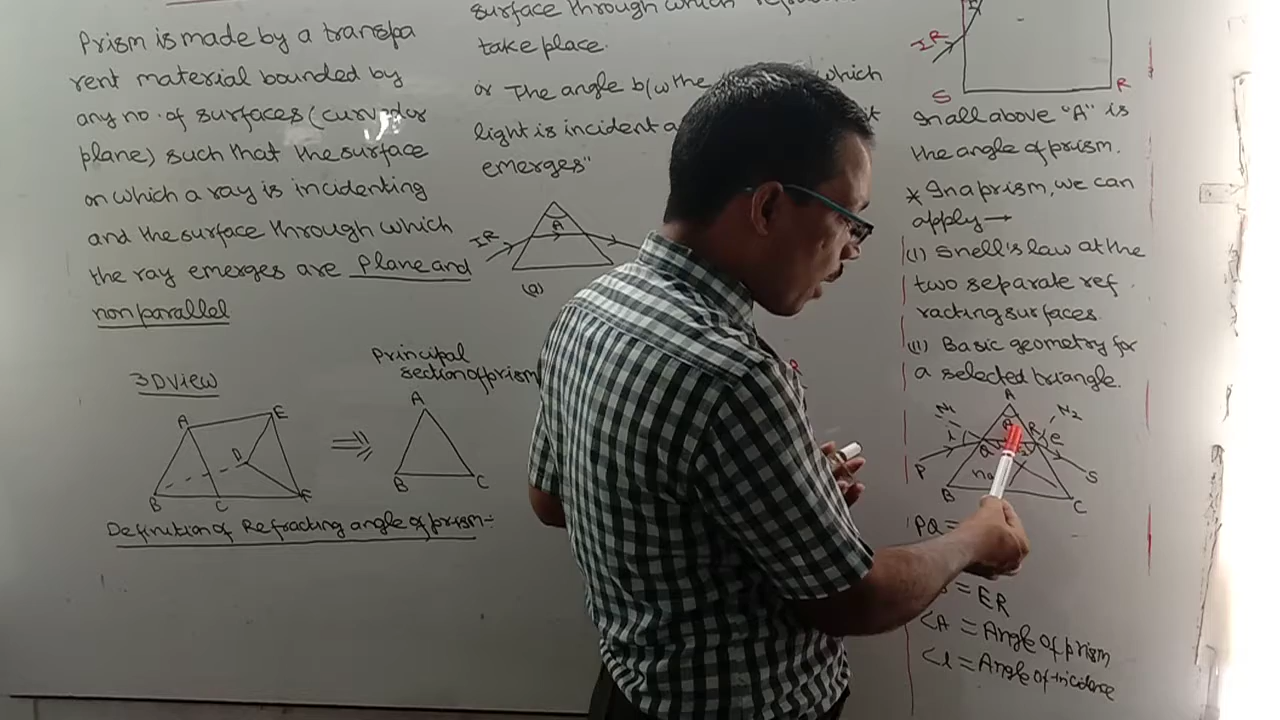 Prism is made by a transpa
rent material bounded by
any no. of surfaces (curved or
plane) such that the surface
on which a ray is incidenting
and the surface through which
the ray emerges are plane and
non parallel
3D VIEW
A
E
D
B
C
F
Principal
section of prism
A
B
C
Definition of Refracting angle of prism:-
surface through which
take place.
or The angle b/w the which
light is incident
emerges"
IR
A
(a)
IR
S
R
In all above "A" is
the angle of prism.
* In a prism, we can
apply →
(i) Snell's law at the
two separate ref
racting surfaces.
(ii) Basic geometry for
a selected triangle.
A
N1
N2
i
R
e
P
Q
S
B
C
PQ =
= ER
<A = Angle of prism
<i = Angle of incidence